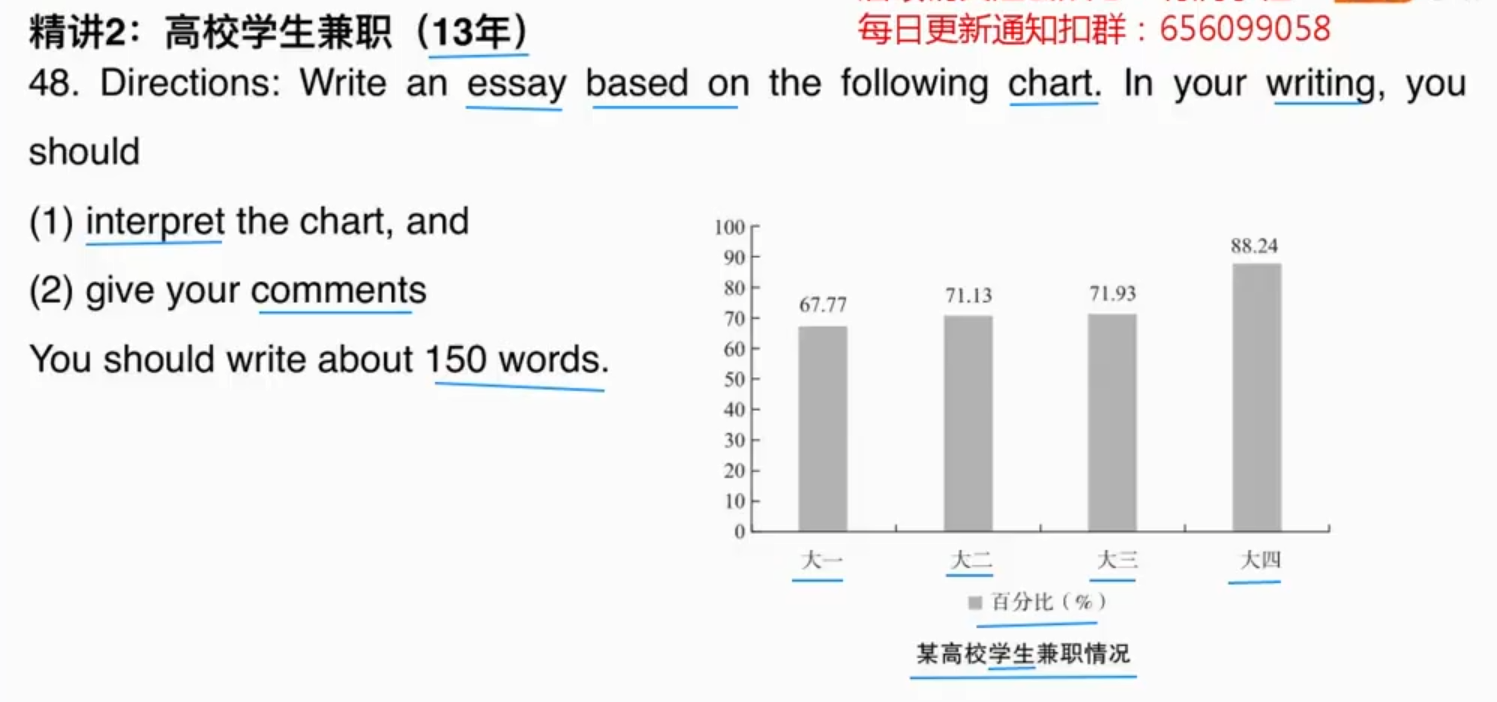 精讲2：高校学生兼职（13年）
每日更新通知扣群：656099058
48. Directions: Write an essay based on the following chart. In your writing, you
should
(1) interpret the chart, and
(2) give your comments
You should write about 150 words.
100
90
80
70
60
50
40
30
20
10
0
67.77
71.13
71.93
88.24
大一
大二
大三
大四
百分比（%）
某高校学生兼职情况